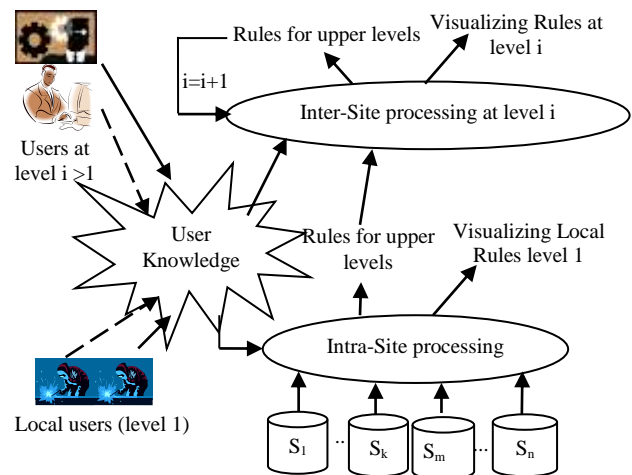 Rules for upper levels
Visualizing Rules at
level i
i=i+1
Inter-Site processing at level i
Users at
level i >1
User
Knowledge
Rules for upper
levels
Visualizing Local
Rules level 1
Intra-Site processing
Local users (level 1)
S1 .. Sk Sm ... Sn